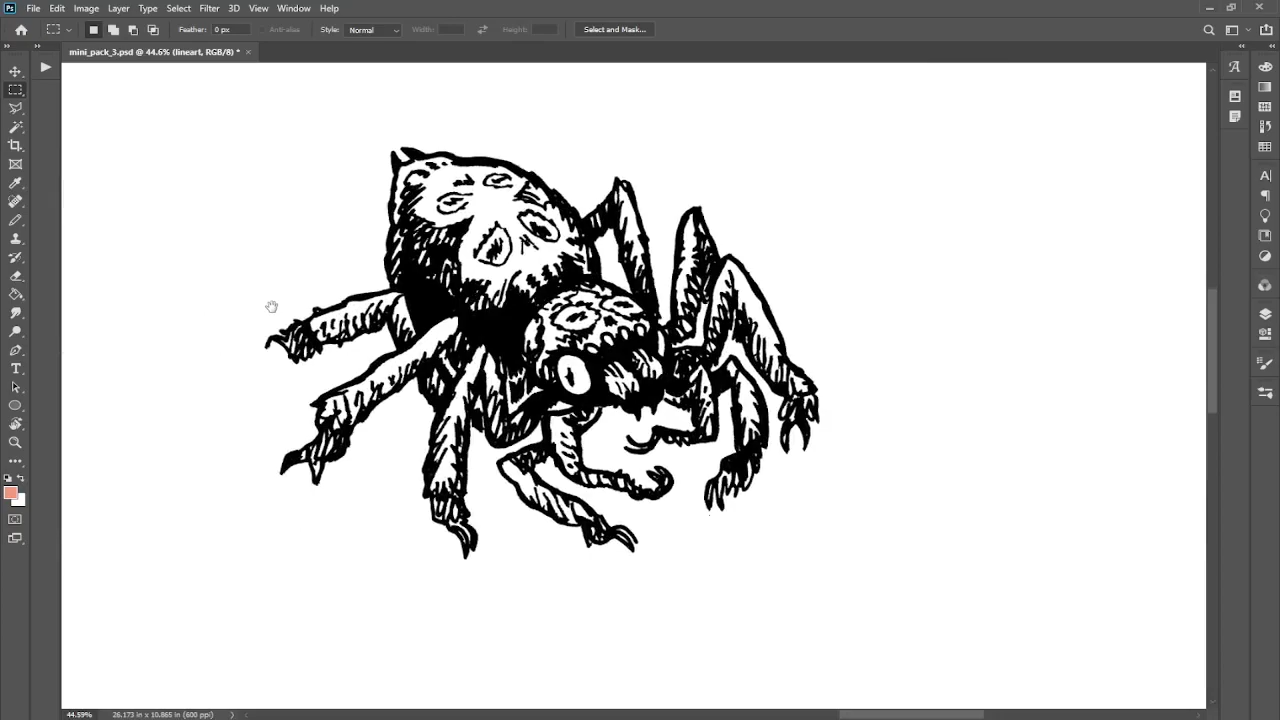 Ps File Edit Image Layer Type Select Filter 3D View Window Help
Feather: 0 px Anti-alias Style: Normal Width: Height: Select and Mask...
mini_pack_3.psd @ 44.6% (lineart, RGB/8) * ×
44.59% 26.173 in x 10.865 in (600 ppi)